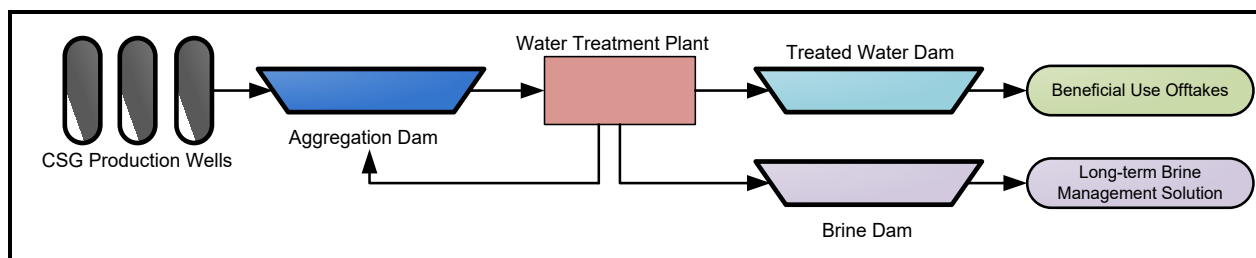 Water Treatment Plant
Treated Water Dam
Beneficial Use Offtakes
CSG Production Wells
Aggregation Dam
Long-term Brine
Management Solution
Brine Dam